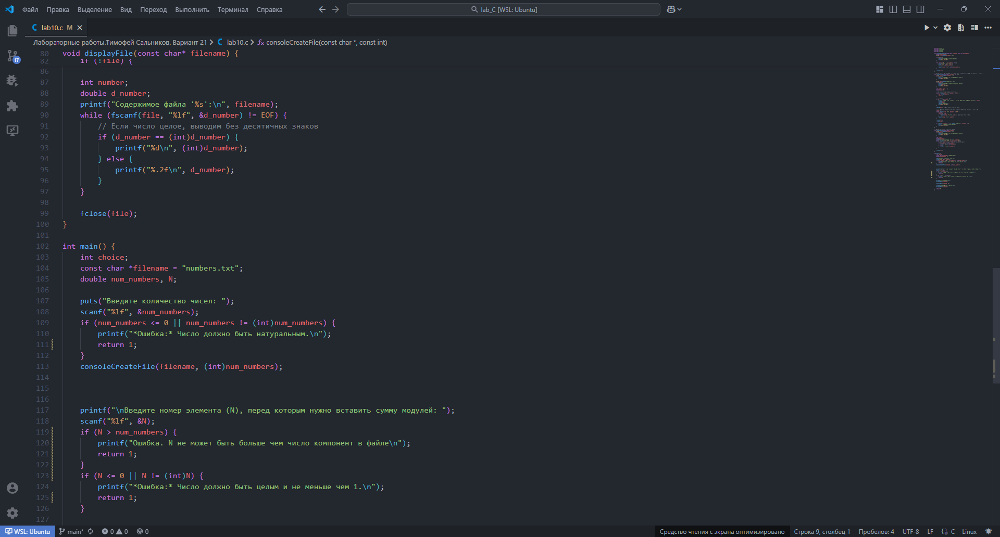 Файл Правка Выделение Вид Переход Выполнить Терминал Справка
lab_C [WSL: Ubuntu]
C lab10.c M
Лабораторные работы.Тимофей Сальников. Вариант 21 > C lab10.c > consoleCreateFile(const char *, const int)
80 void displayFile(const char* filename) {
82     if (!file) {
86
87     int number;
88     double d_number;
89     printf("Содержимое файла '%s':\n", filename);
90     while (fscanf(file, "%lf", &d_number) != EOF) {
91         // Если число целое, выводим без десятичных знаков
92         if (d_number == (int)d_number) {
93             printf("%d\n", (int)d_number);
94         } else {
95             printf("%.2f\n", d_number);
96         }
97     }
98
99     fclose(file);
100 }
101
102 int main() {
103     int choice;
104     const char *filename = "numbers.txt";
105     double num_numbers, N;
106
107     puts("Введите количество чисел: ");
108     scanf("%lf", &num_numbers);
109     if (num_numbers <= 0 || num_numbers != (int)num_numbers) {
110         printf("*Ошибка:* Число должно быть натуральным.\n");
111         return 1;
112     }
113     consoleCreateFile(filename, (int)num_numbers);
114
115
116
117     printf("\nВведите номер элемента (N), перед которым нужно вставить сумму модулей: ");
118     scanf("%lf", &N);
119     if (N > num_numbers) {
120         printf("Ошибка. N не может быть больше чем число компонент в файле\n");
121         return 1;
122     }
123     if (N <= 0 || N != (int)N) {
124         printf("*Ошибка:* Число должно быть целым и не меньше чем 1.\n");
125         return 1;
126     }
127
17
WSL: Ubuntu main* 0 0 0 Средство чтения с экрана оптимизировано Строка 9, столбец 1 Пробелов: 4 UTF-8 LF {} C Linux